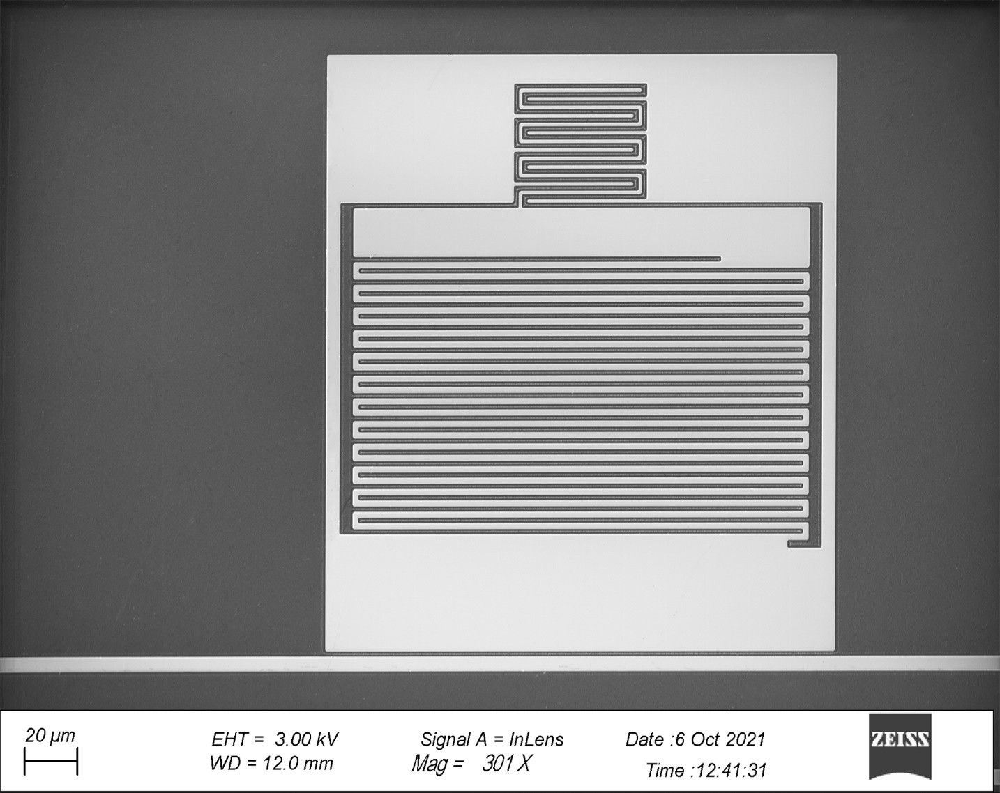 20 µm
EHT = 3.00 kV
Signal A = InLens
Date :6 Oct 2021
ZEISS
WD = 12.0 mm
Mag = 301 X
Time :12:41:31